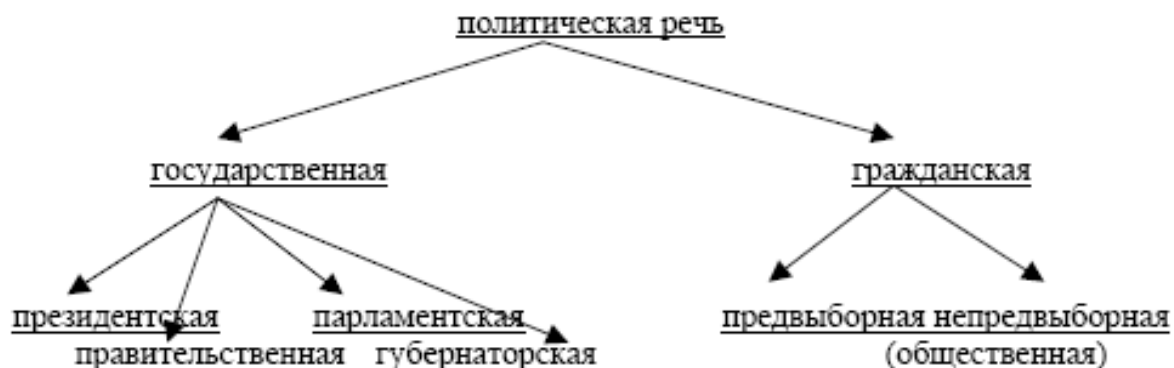 политическая речь
государственная гражданская
президентская парламентская предвыборная непредвыборная
правительственная губернаторская (общественная)